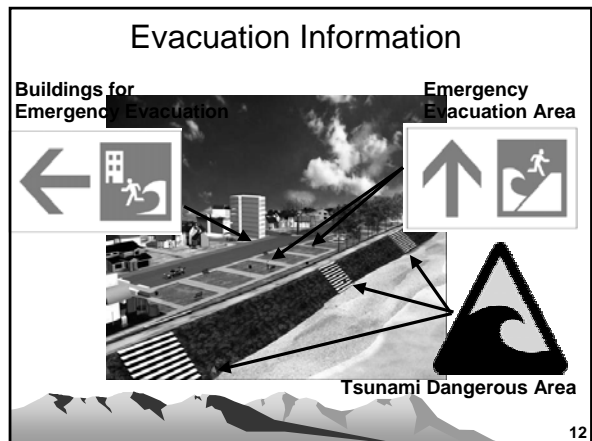 Evacuation Information
Buildings for
Emergency Evacuation
Emergency
Evacuation Area
Tsunami Dangerous Area
12